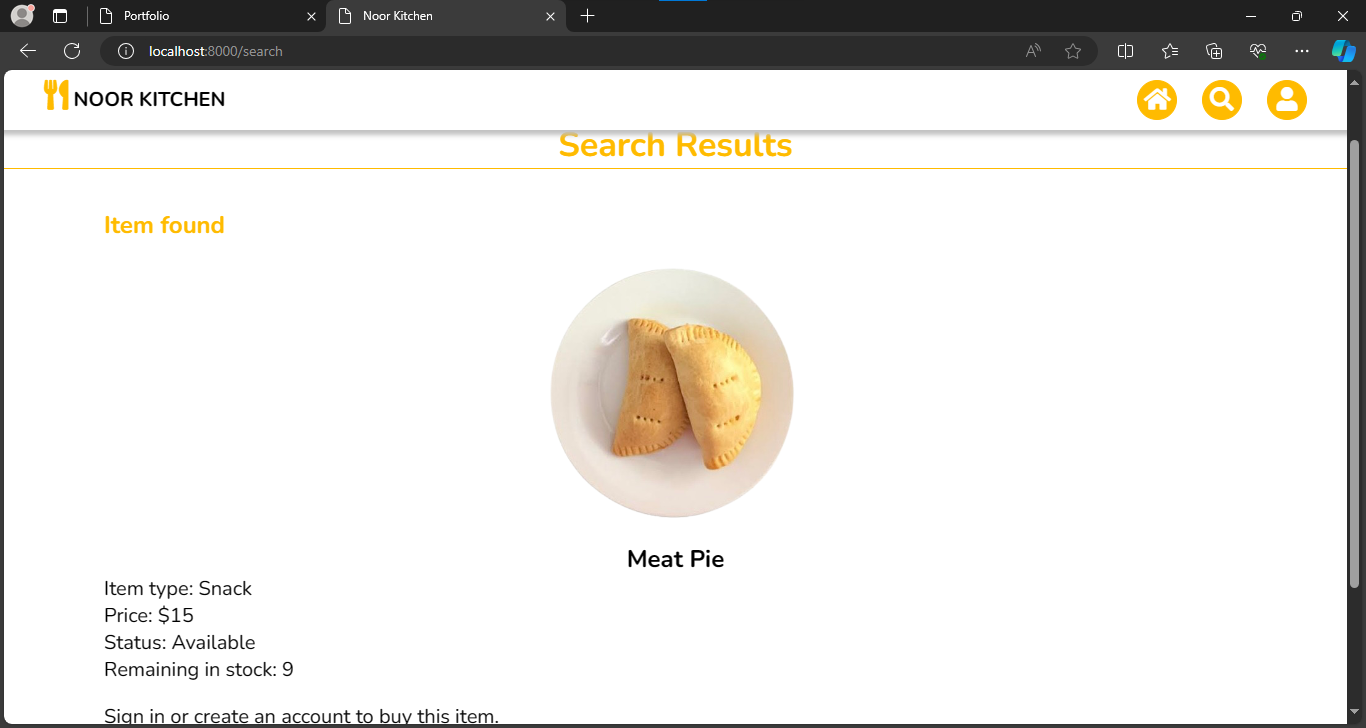 Portfolio
Noor Kitchen
localhost:8000/search
NOOR KITCHEN
Search Results
Item found
Meat Pie
Item type: Snack
Price: $15
Status: Available
Remaining in stock: 9
Sign in or create an account to buy this item.